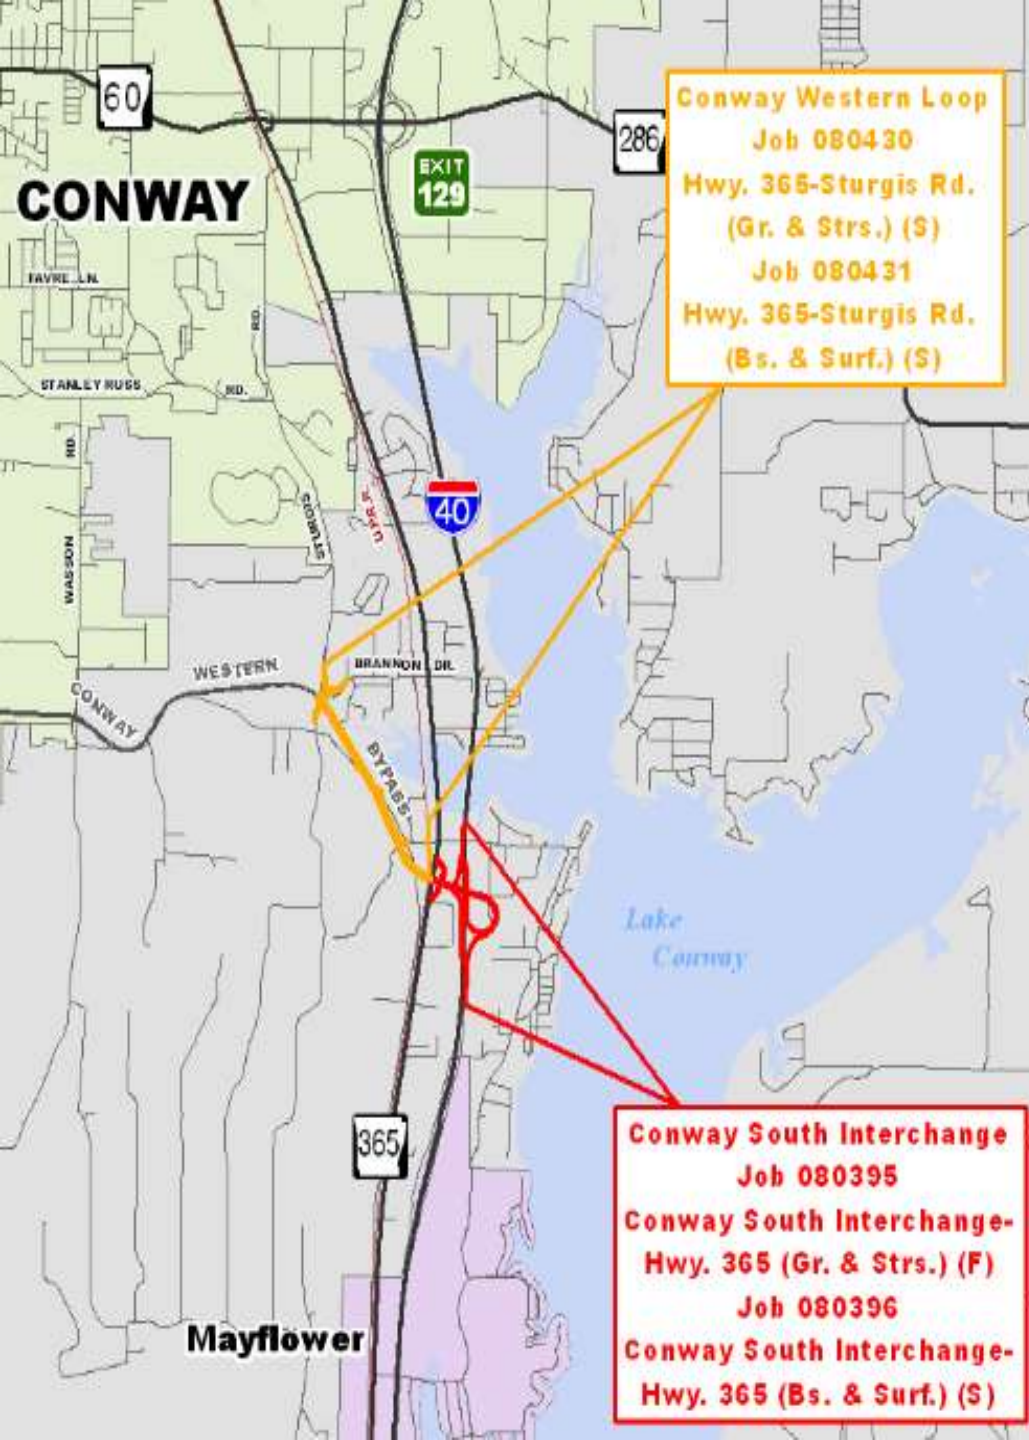 60
286
EXIT
129
CONWAY
Conway Western Loop
Job 080430
Hwy. 365-Sturgis Rd.
(Gr. & Strs.) (S)
Job 080431
Hwy. 365-Sturgis Rd.
(Bs. & Surf.) (S)
FAVRE LN.
RD.
STANLEY RUSS
RD.
RD.
WASSON
STURGIS
U.P.R.R.
40
BRANNON DR.
WESTERN
CONWAY
BYPASS
Lake
Conway
365
Conway South Interchange
Job 080395
Conway South Interchange-
Hwy. 365 (Gr. & Strs.) (F)
Job 080396
Conway South Interchange-
Hwy. 365 (Bs. & Surf.) (S)
Mayflower